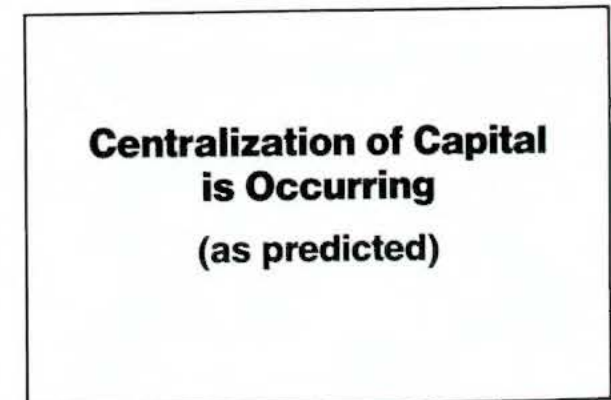 Centralization of Capital
is Occurring
(as predicted)